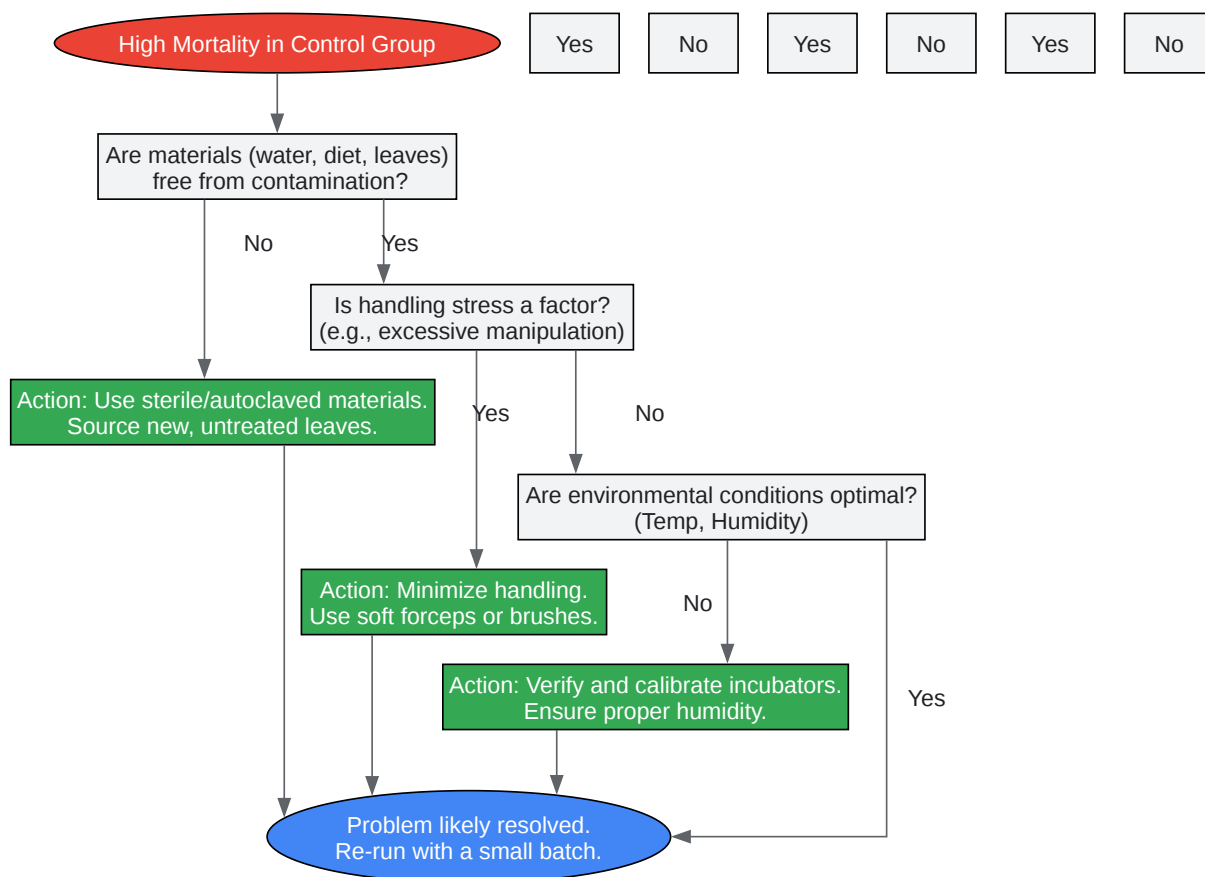 High Mortality in Control Group
Yes
No
Yes
No
Yes
No
Are materials (water, diet, leaves)
free from contamination?
No
Yes
Is handling stress a factor?
(e.g., excessive manipulation)
Action: Use sterile/autoclaved materials.
Source new, untreated leaves.
Yes
No
Are environmental conditions optimal?
(Temp, Humidity)
Action: Minimize handling.
Use soft forceps or brushes.
No
Action: Verify and calibrate incubators.
Ensure proper humidity.
Yes
Problem likely resolved.
Re-run with a small batch.